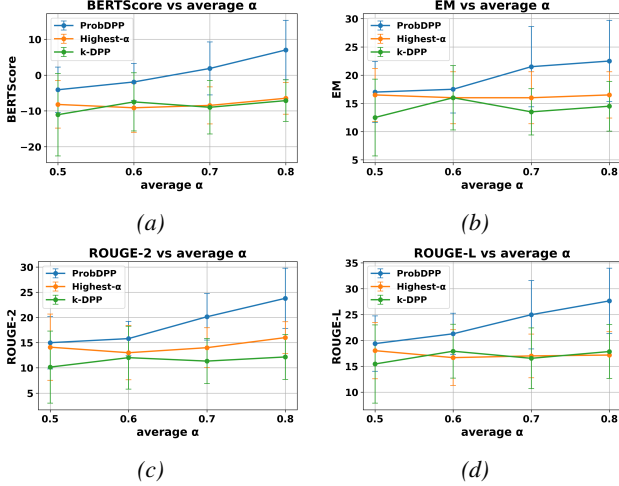 BERTScore vs average α
ProbDPP
Highest-α
k-DPP
BERTScore
10
0
−10
−20
0.5 0.6 0.7 0.8
average α
(a)
EM vs average α
ProbDPP
Highest-α
k-DPP
EM
30
25
20
15
10
5
0.5 0.6 0.7 0.8
average α
(b)
ROUGE-2 vs average α
ProbDPP
Highest-α
k-DPP
ROUGE-2
30
25
20
15
10
5
0.5 0.6 0.7 0.8
average α
(c)
ROUGE-L vs average α
ProbDPP
Highest-α
k-DPP
ROUGE-L
35
30
25
20
15
10
0.5 0.6 0.7 0.8
average α
(d)